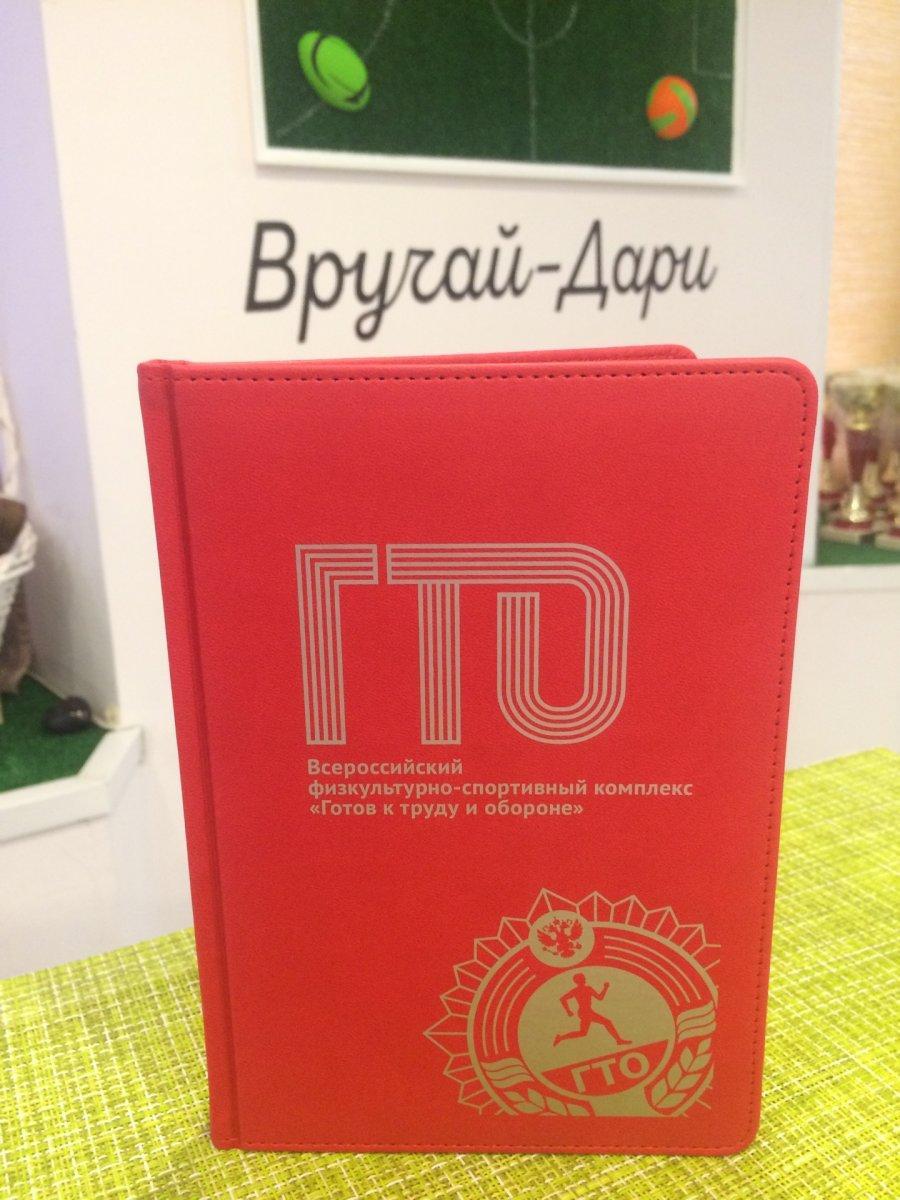 Вручай-Дари
ГТО
Всероссийский
физкультурно-спортивный комплекс
«Готов к труду и обороне»
ГТО